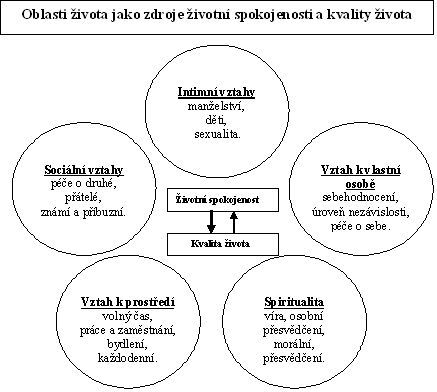 Oblasti života jako zdroje životní spokojenosti a kvality života
Intimní vztahy
manželství,
děti,
sexualita.
Sociální vztahy
péče o druhé,
přátelé,
známí a příbuzní.
Vztah k vlastní
osobě
sebehodnocení,
úroveň nezávislosti,
péče o sebe.
Životní spokojenost
Kvalita života
Vztah k prostředí
volný čas,
práce a zaměstnání,
bydlení,
každodenní.
Spiritualita
víra, osobní
přesvědčení,
morální,
přesvědčení.